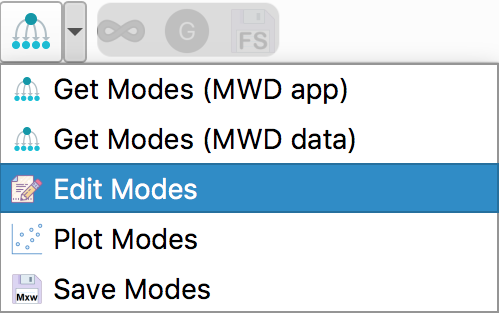 G FS
Get Modes (MWD app)
Get Modes (MWD data)
Edit Modes
Plot Modes
Mxw Save Modes